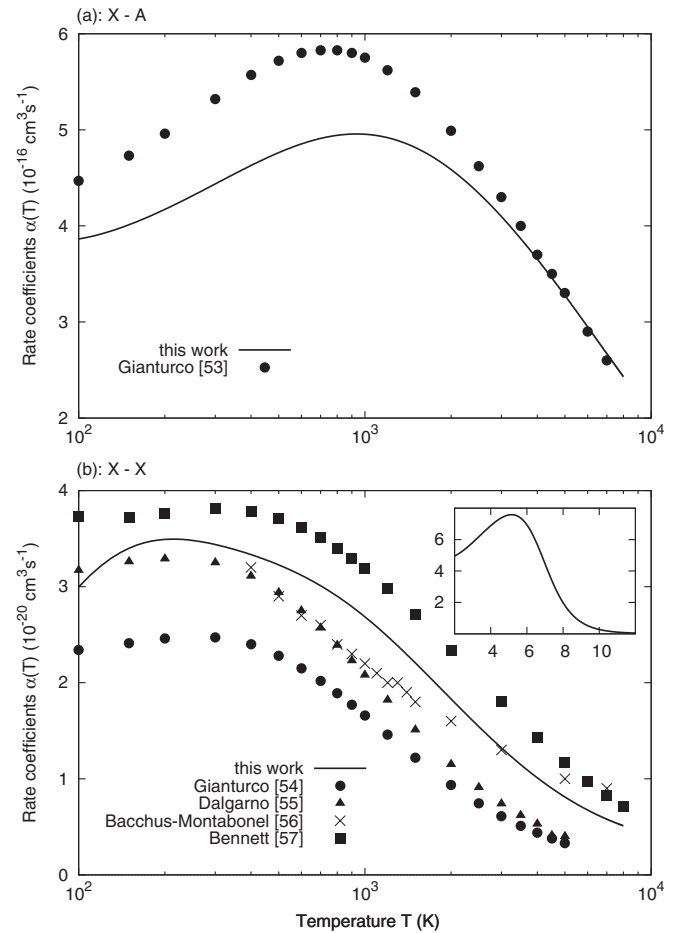 (a): X - A
6
5
4
3
2
Rate coefficients α(T) (10⁻¹⁶ cm³s⁻¹)
this work
Gianturco [53]
10² 10³ 10⁴
(b): X - X
4
3
2
1
0
Rate coefficients α(T) (10⁻²⁰ cm³s⁻¹)
6
4
2
4 6 8 10
this work
Gianturco [54]
Dalgarno [55]
Bacchus-Montabonel [56]
Bennett [57]
10² 10³ 10⁴
Temperature T (K)